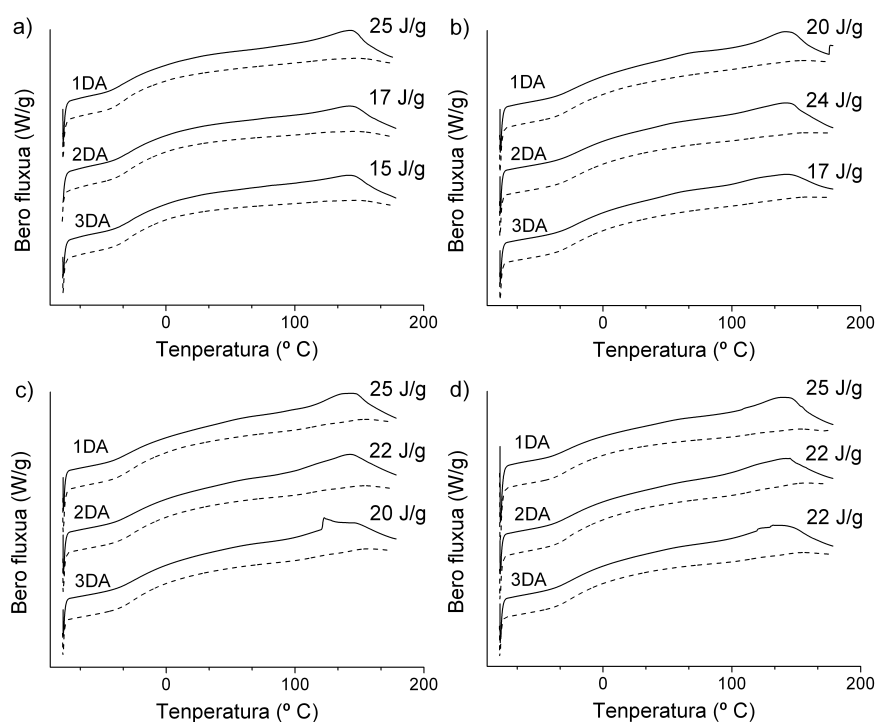 a)
25 J/g
1DA
17 J/g
2DA
15 J/g
3DA
Bero fluxua (W/g)
0
100
200
Tenperatura (º C)
b)
20 J/g
1DA
24 J/g
2DA
17 J/g
3DA
Bero fluxua (W/g)
0
100
200
Tenperatura (º C)
c)
25 J/g
1DA
22 J/g
2DA
20 J/g
3DA
Bero fluxua (W/g)
0
100
200
Tenperatura (º C)
d)
25 J/g
1DA
22 J/g
2DA
22 J/g
3DA
Bero fluxua (W/g)
0
100
200
Tenperatura (º C)